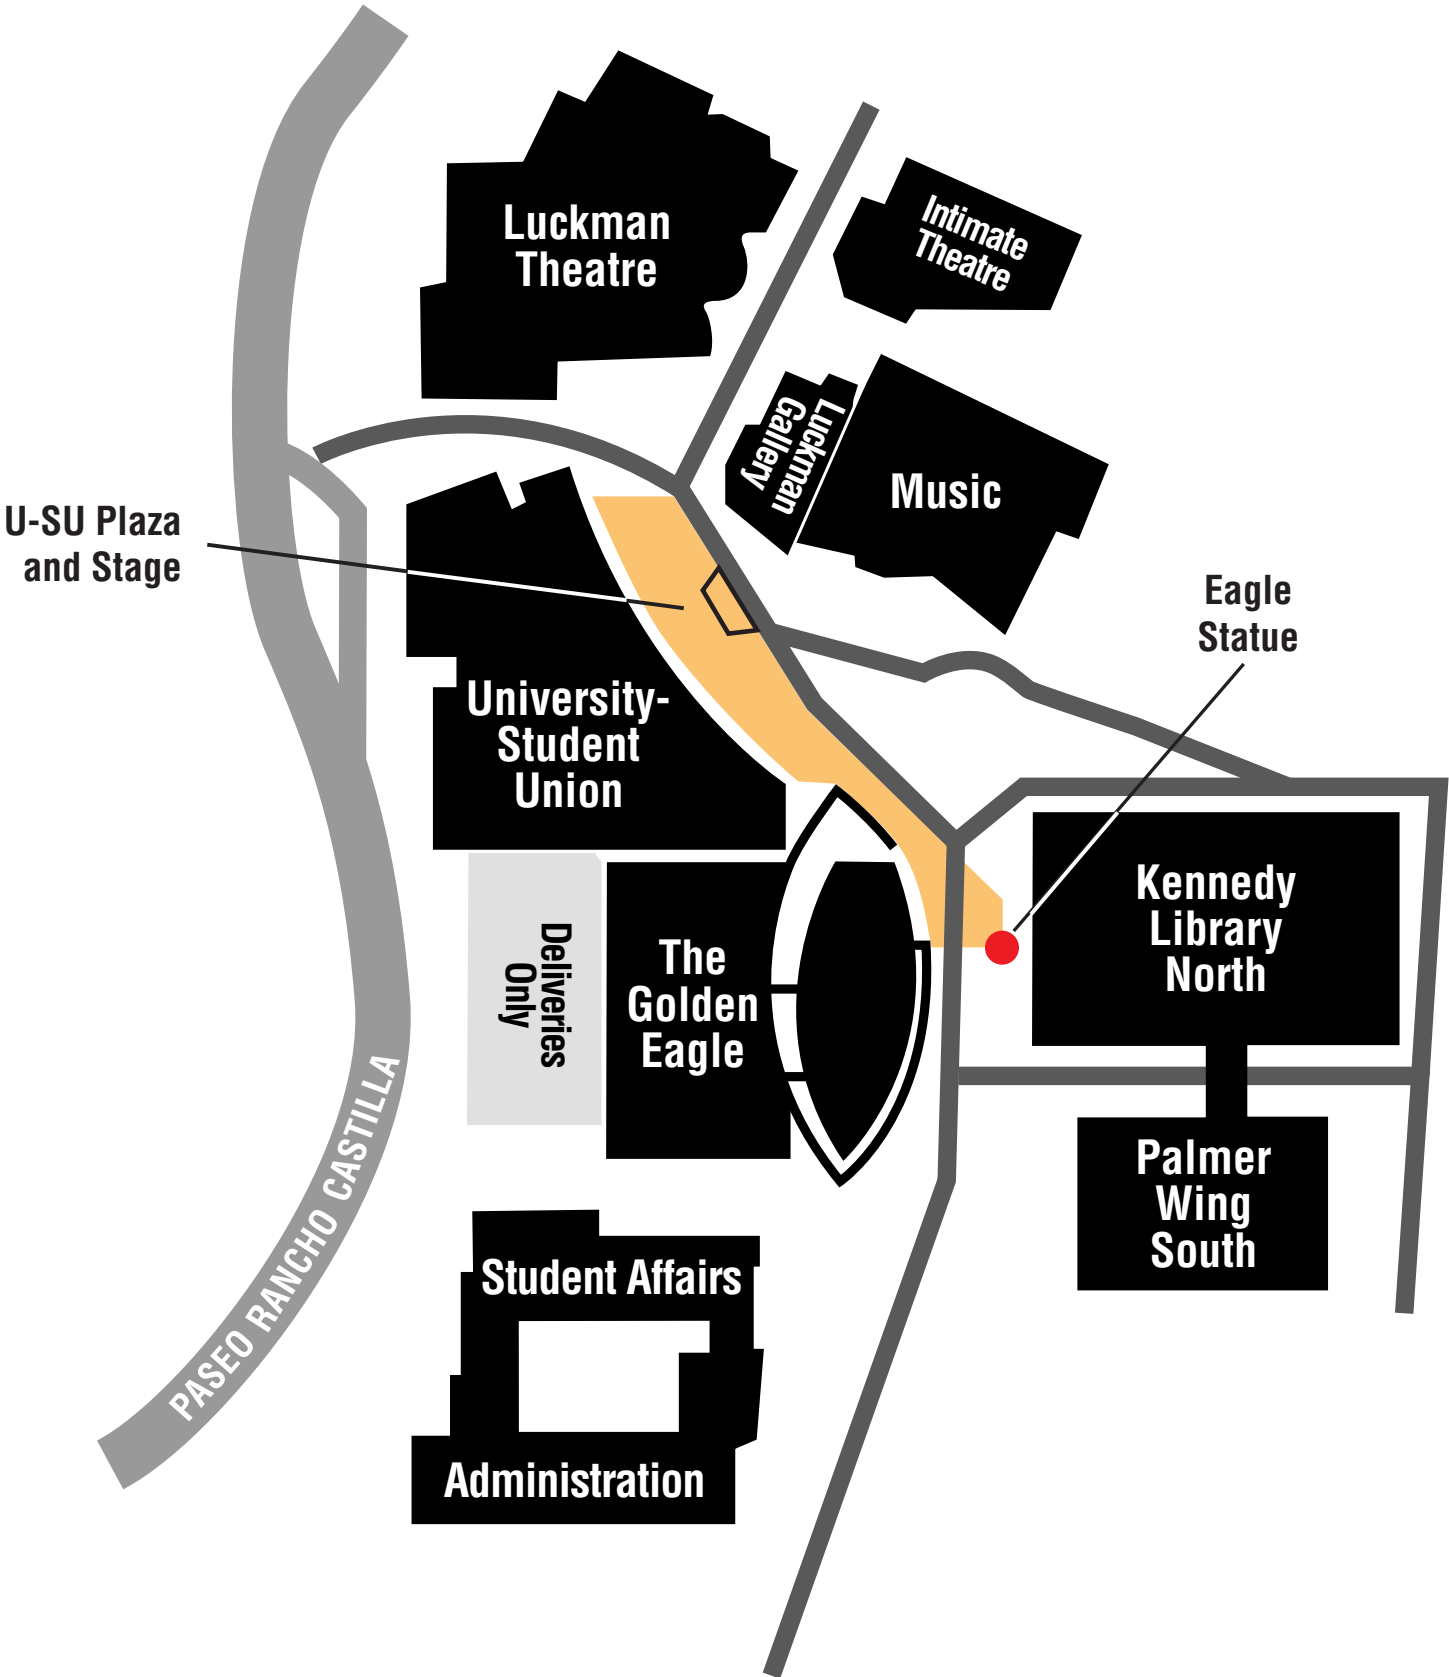 Luckman
Theatre
Intimate
Theatre
Luckman
Gallery
Music
U-SU Plaza
and Stage
Eagle
Statue
University-
Student
Union
Kennedy
Library
North
Deliveries
Only
The
Golden
Eagle
PASEO RANCHO CASTILLA
Palmer
Wing
South
Student Affairs
Administration